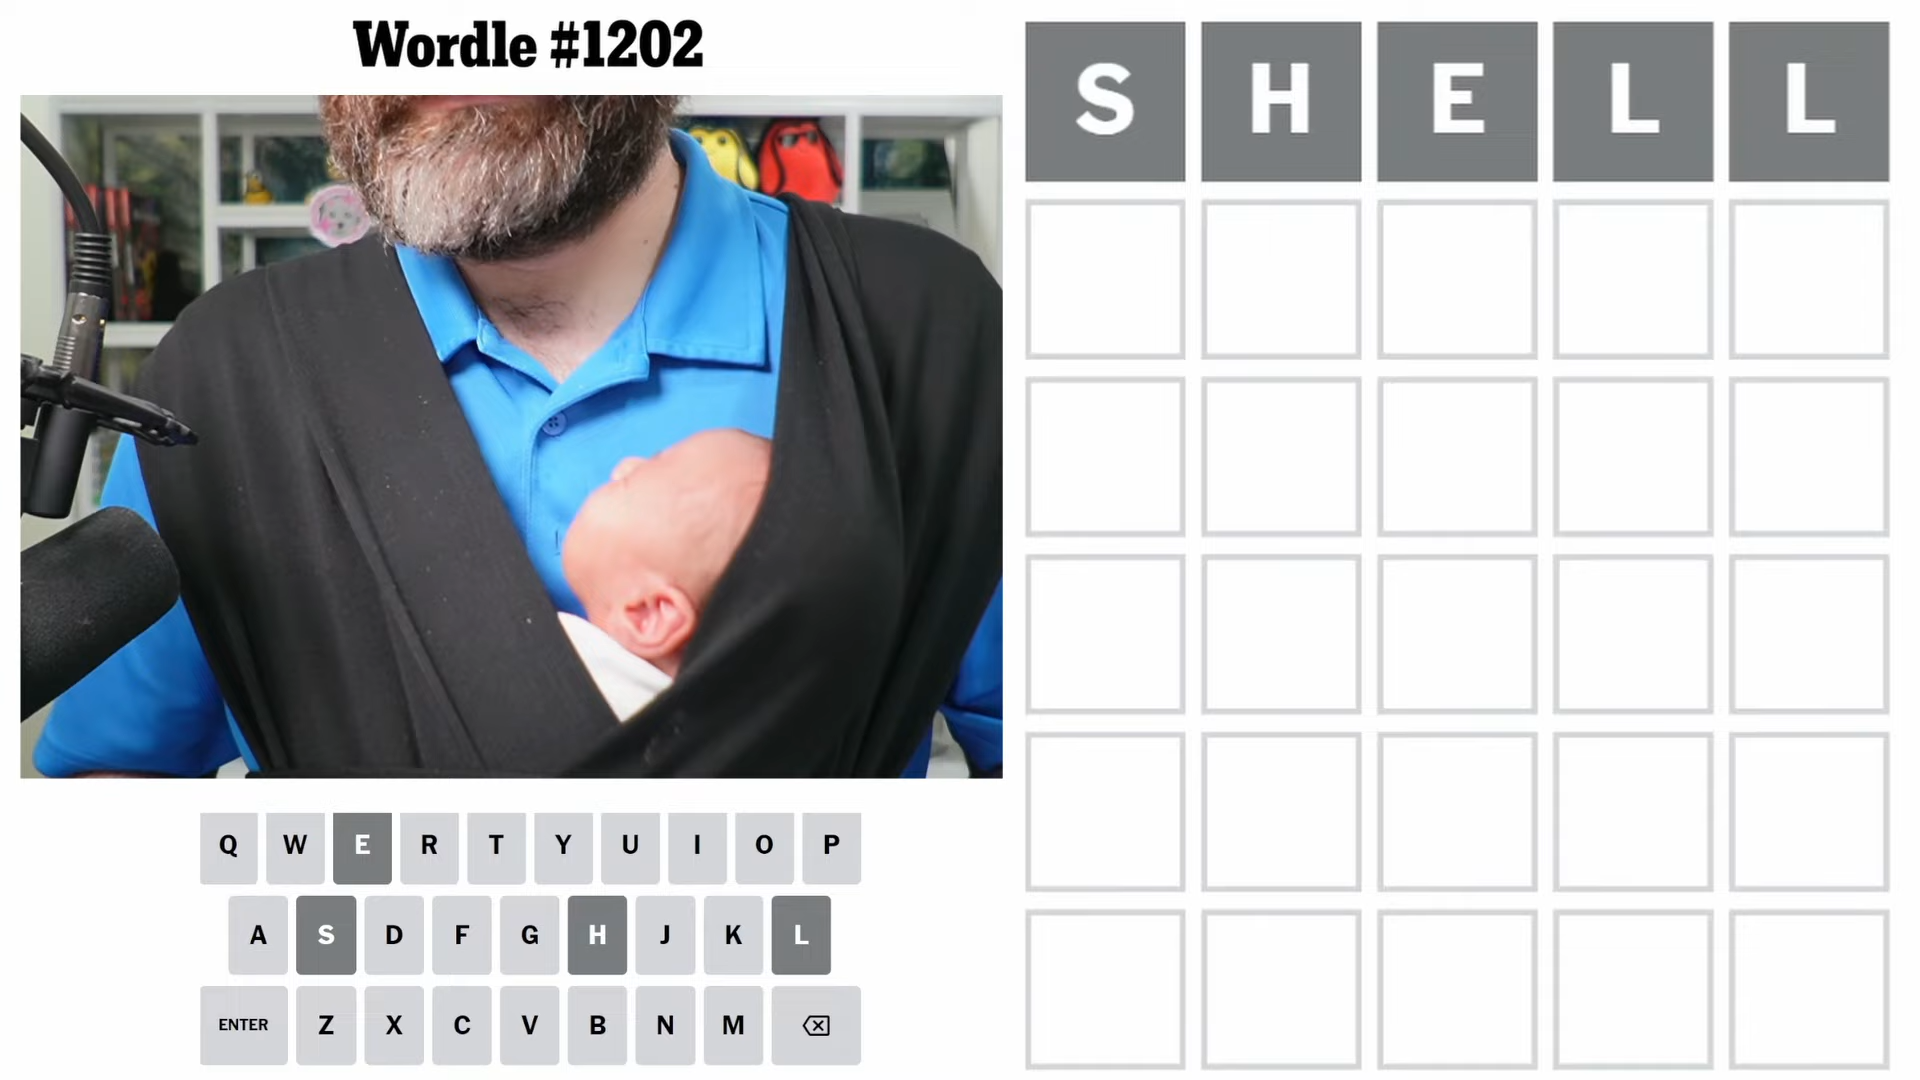 Wordle #1202
S H E L L
Q W E R T Y U I O P
A S D F G H J K L
ENTER Z X C V B N M